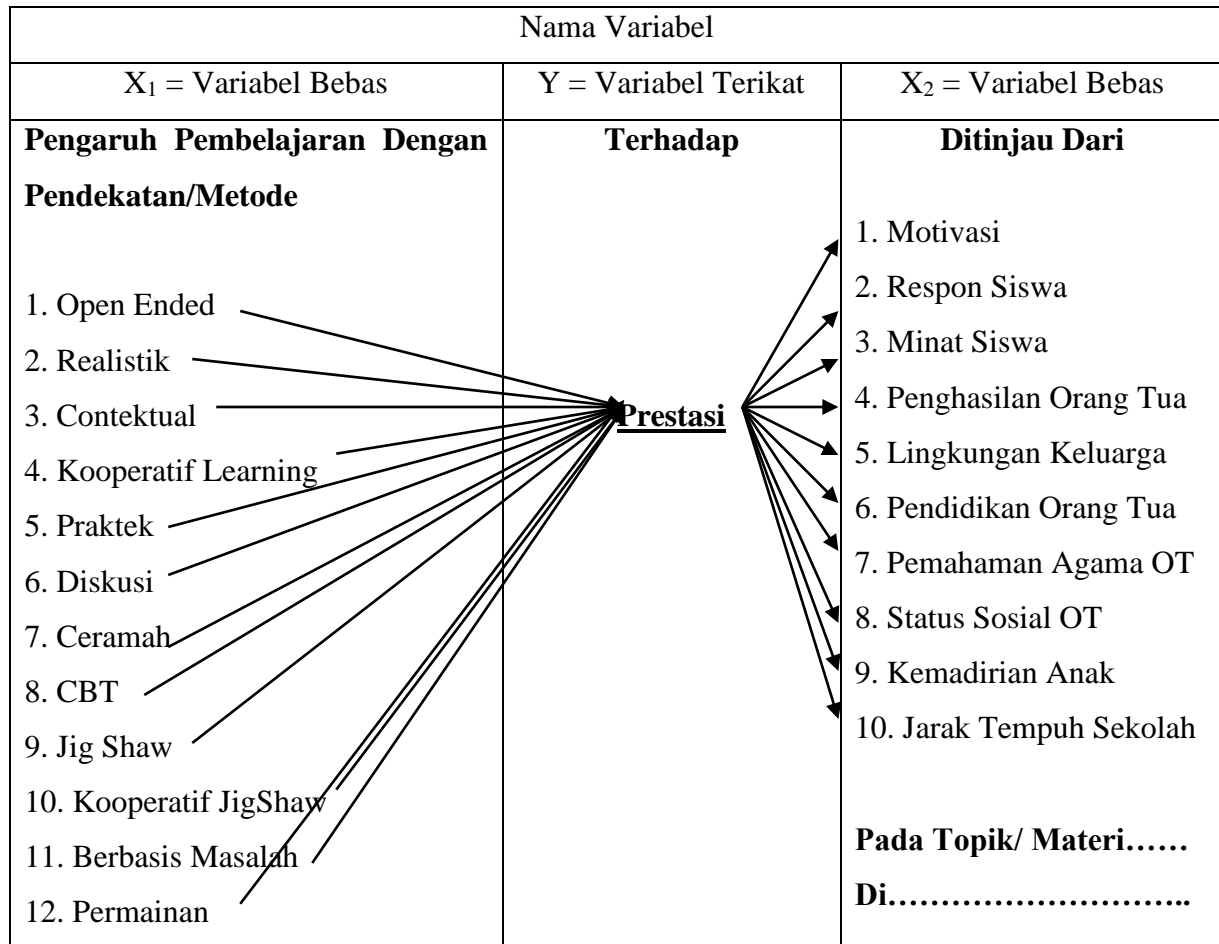 Nama Variabel
X₁ = Variabel Bebas
Y = Variabel Terikat
X₂ = Variabel Bebas
Pengaruh Pembelajaran Dengan
Pendekatan/Metode
1. Open Ended
2. Realistik
3. Contektual
4. Kooperatif Learning
5. Praktek
6. Diskusi
7. Ceramah
8. CBT
9. Jig Shaw
10. Kooperatif JigShaw
11. Berbasis Masalah
12. Permainan
Terhadap
Prestasi
Ditinjau Dari
1. Motivasi
2. Respon Siswa
3. Minat Siswa
4. Penghasilan Orang Tua
5. Lingkungan Keluarga
6. Pendidikan Orang Tua
7. Pemahaman Agama OT
8. Status Sosial OT
9. Kemadirian Anak
10. Jarak Tempuh Sekolah
Pada Topik/ Materi……
Di………………………..